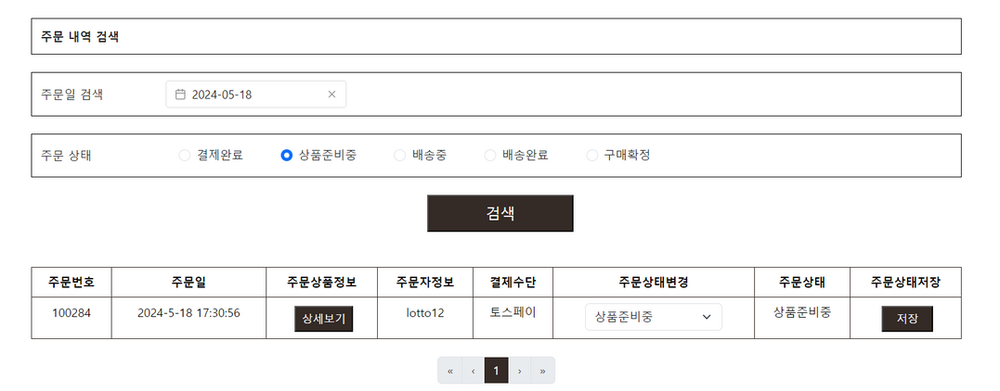 주문 내역 검색
주문일 검색 2024-05-18
주문 상태 결제완료 상품준비중 배송중 배송완료 구매확정
검색
주문번호 주문일 주문상품정보 주문자정보 결제수단 주문상태변경 주문상태 주문상태저장
100284 2024-5-18 17:30:56 상세보기 lotto12 토스페이 상품준비중 상품준비중 저장
« ‹ 1 › »